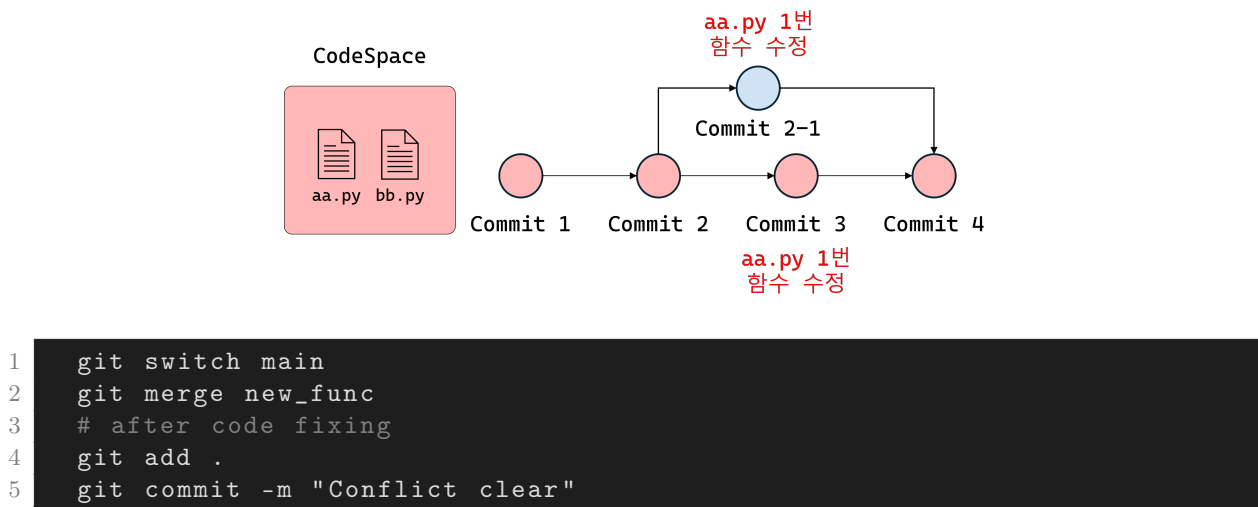 aa.py 1번
함수 수정
CodeSpace
Commit 2-1
aa.py bb.py
Commit 1
Commit 2
Commit 3
Commit 4
aa.py 1번
함수 수정
1 git switch main
2 git merge new_func
3 # after code fixing
4 git add .
5 git commit -m "Conflict clear"